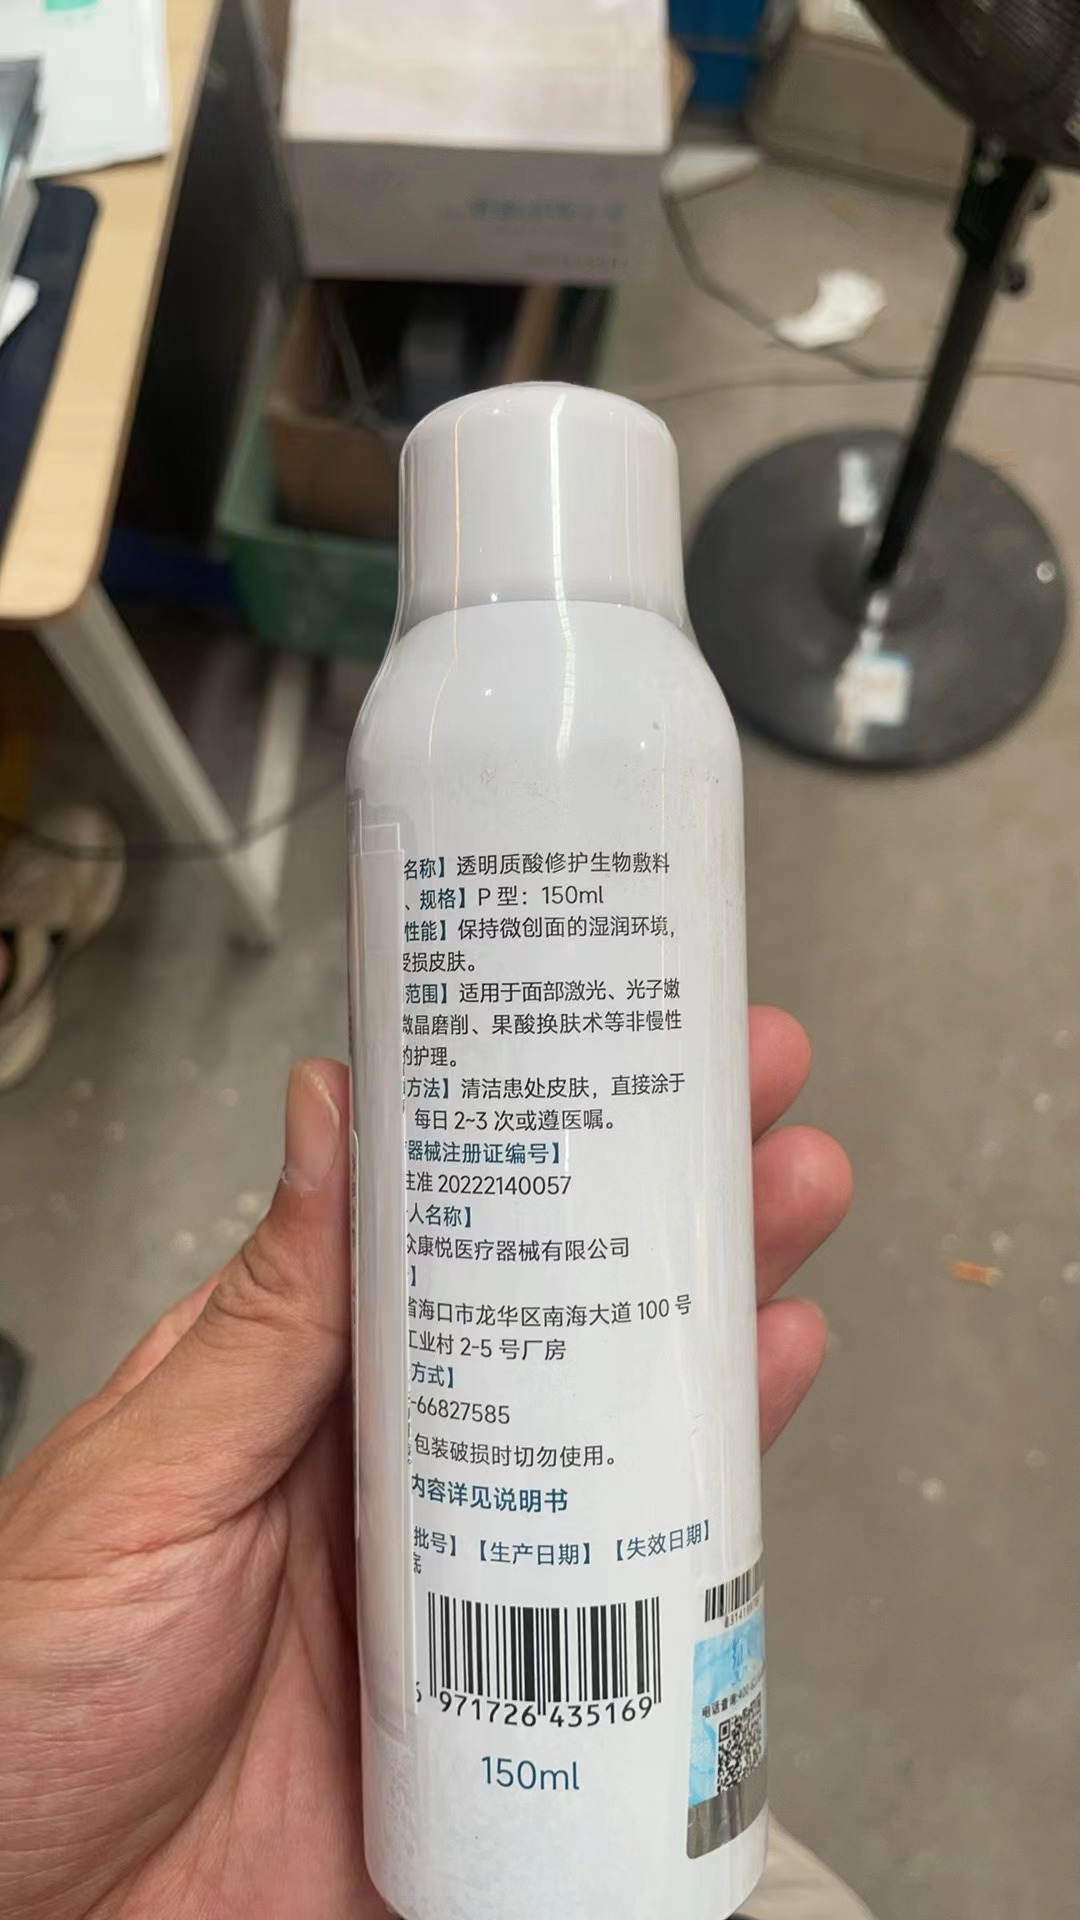 名称】透明质酸修护生物敷料
、规格】P 型：150ml
性能】保持微创面的湿润环境，
受损皮肤。
范围】适用于面部激光、光子嫩
微晶磨削、果酸换肤术等非慢性
的护理。
方法】清洁患处皮肤，直接涂于
每日 2~3 次或遵医嘱。
器械注册证编号】
注准 20222140057
人名称】
众康悦医疗器械有限公司
】
省海口市龙华区南海大道 100 号
工业村 2-5 号厂房
方式】
-66827585
包装破损时切勿使用。
内容详见说明书
批号】【生产日期】【失效日期】
底
6 971726 435169
电话查询:400-
150ml